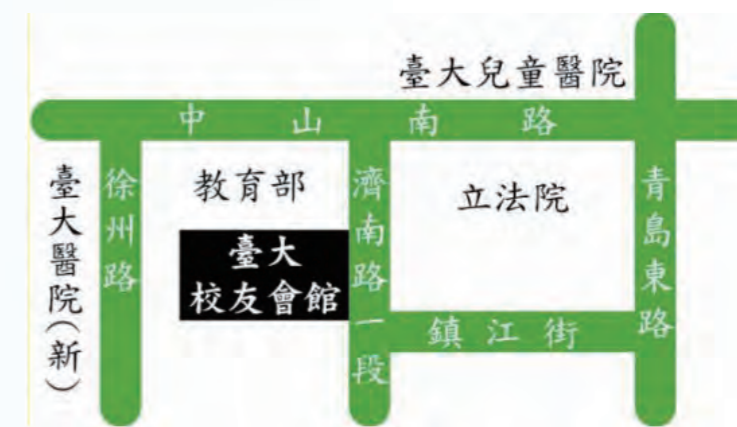 臺大兒童醫院
中山南路
臺大醫院(新)
徐州路
教育部
濟南路一段
立法院
青島東路
臺大
校友會館
鎮江街